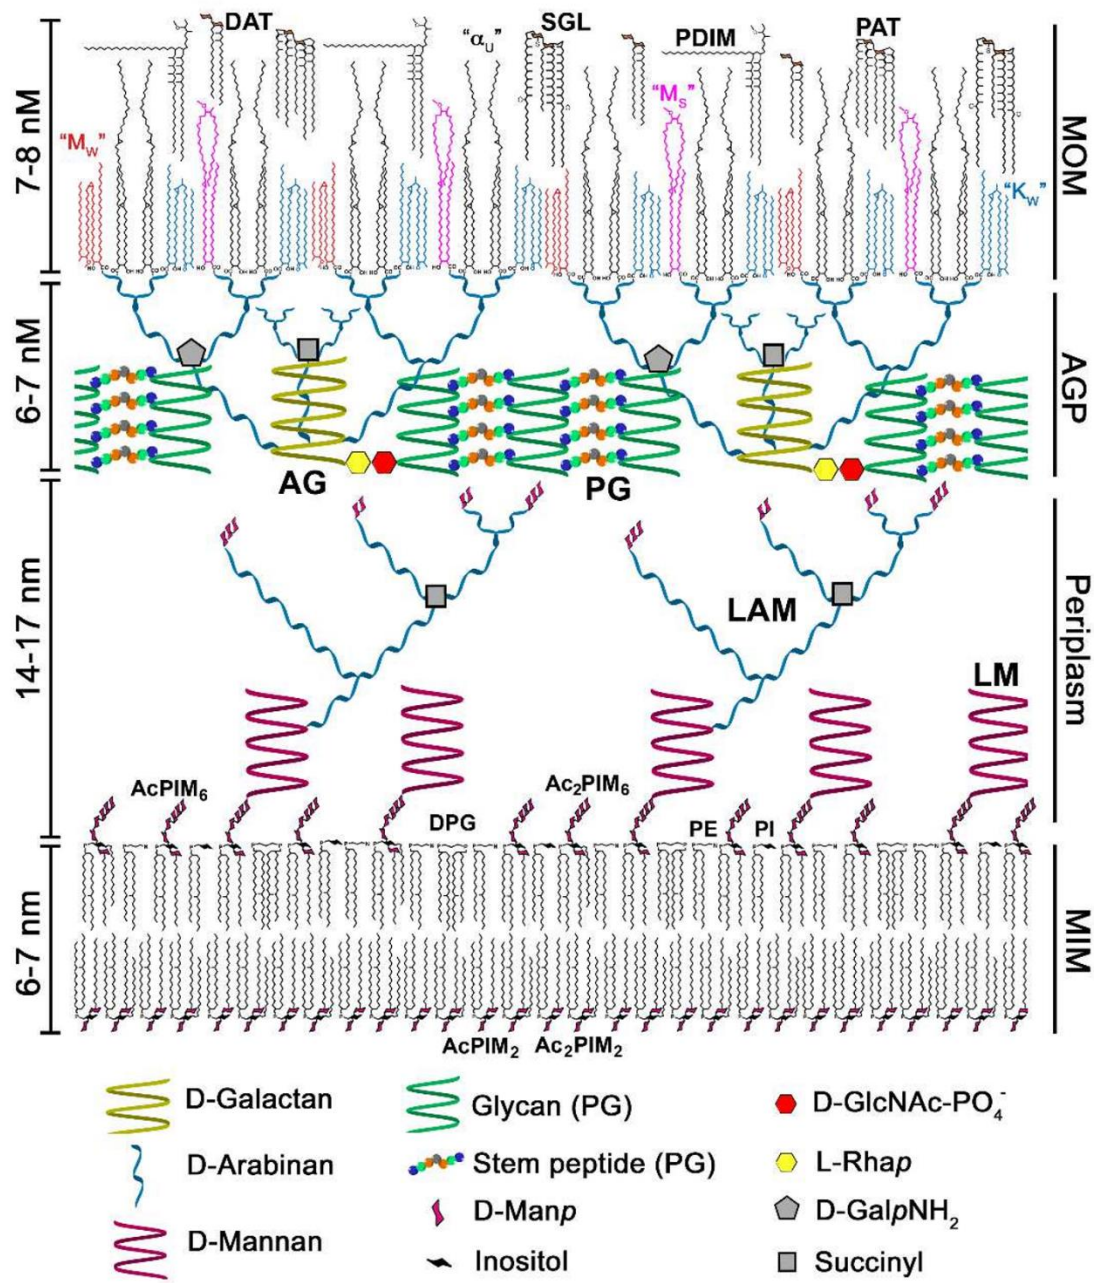 DAT
SGL
"αU"
PDIM
PAT
"MS"
"MW"
"KW"
7-8 nM
MOM
6-7 nM
AGP
AG
PG
14-17 nm
Periplasm
LAM
LM
AcPIM6
Ac2PIM6
DPG
PE
PI
6-7 nm
MIM
AcPIM2
Ac2PIM2
D-Galactan
Glycan (PG)
D-GlcNAc-PO4-
D-Arabinan
Stem peptide (PG)
L-Rhap
D-Manp
D-GalpNH2
D-Mannan
Inositol
Succinyl